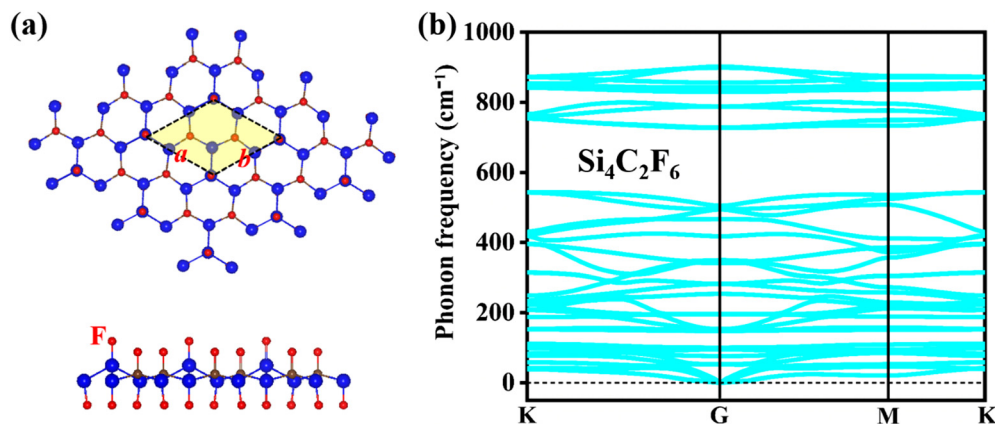 (a)
a
b
F
(b)
Phonon frequency (cm⁻¹)
1000
800
600
400
200
0
Si₄C₂F₆
K
G
M
K